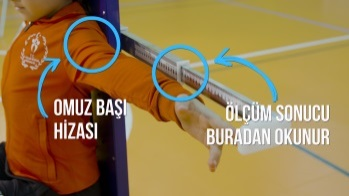 OMUZ BAŞI
HİZASI
ÖLÇÜM SONUCU
BURADAN OKUNUR